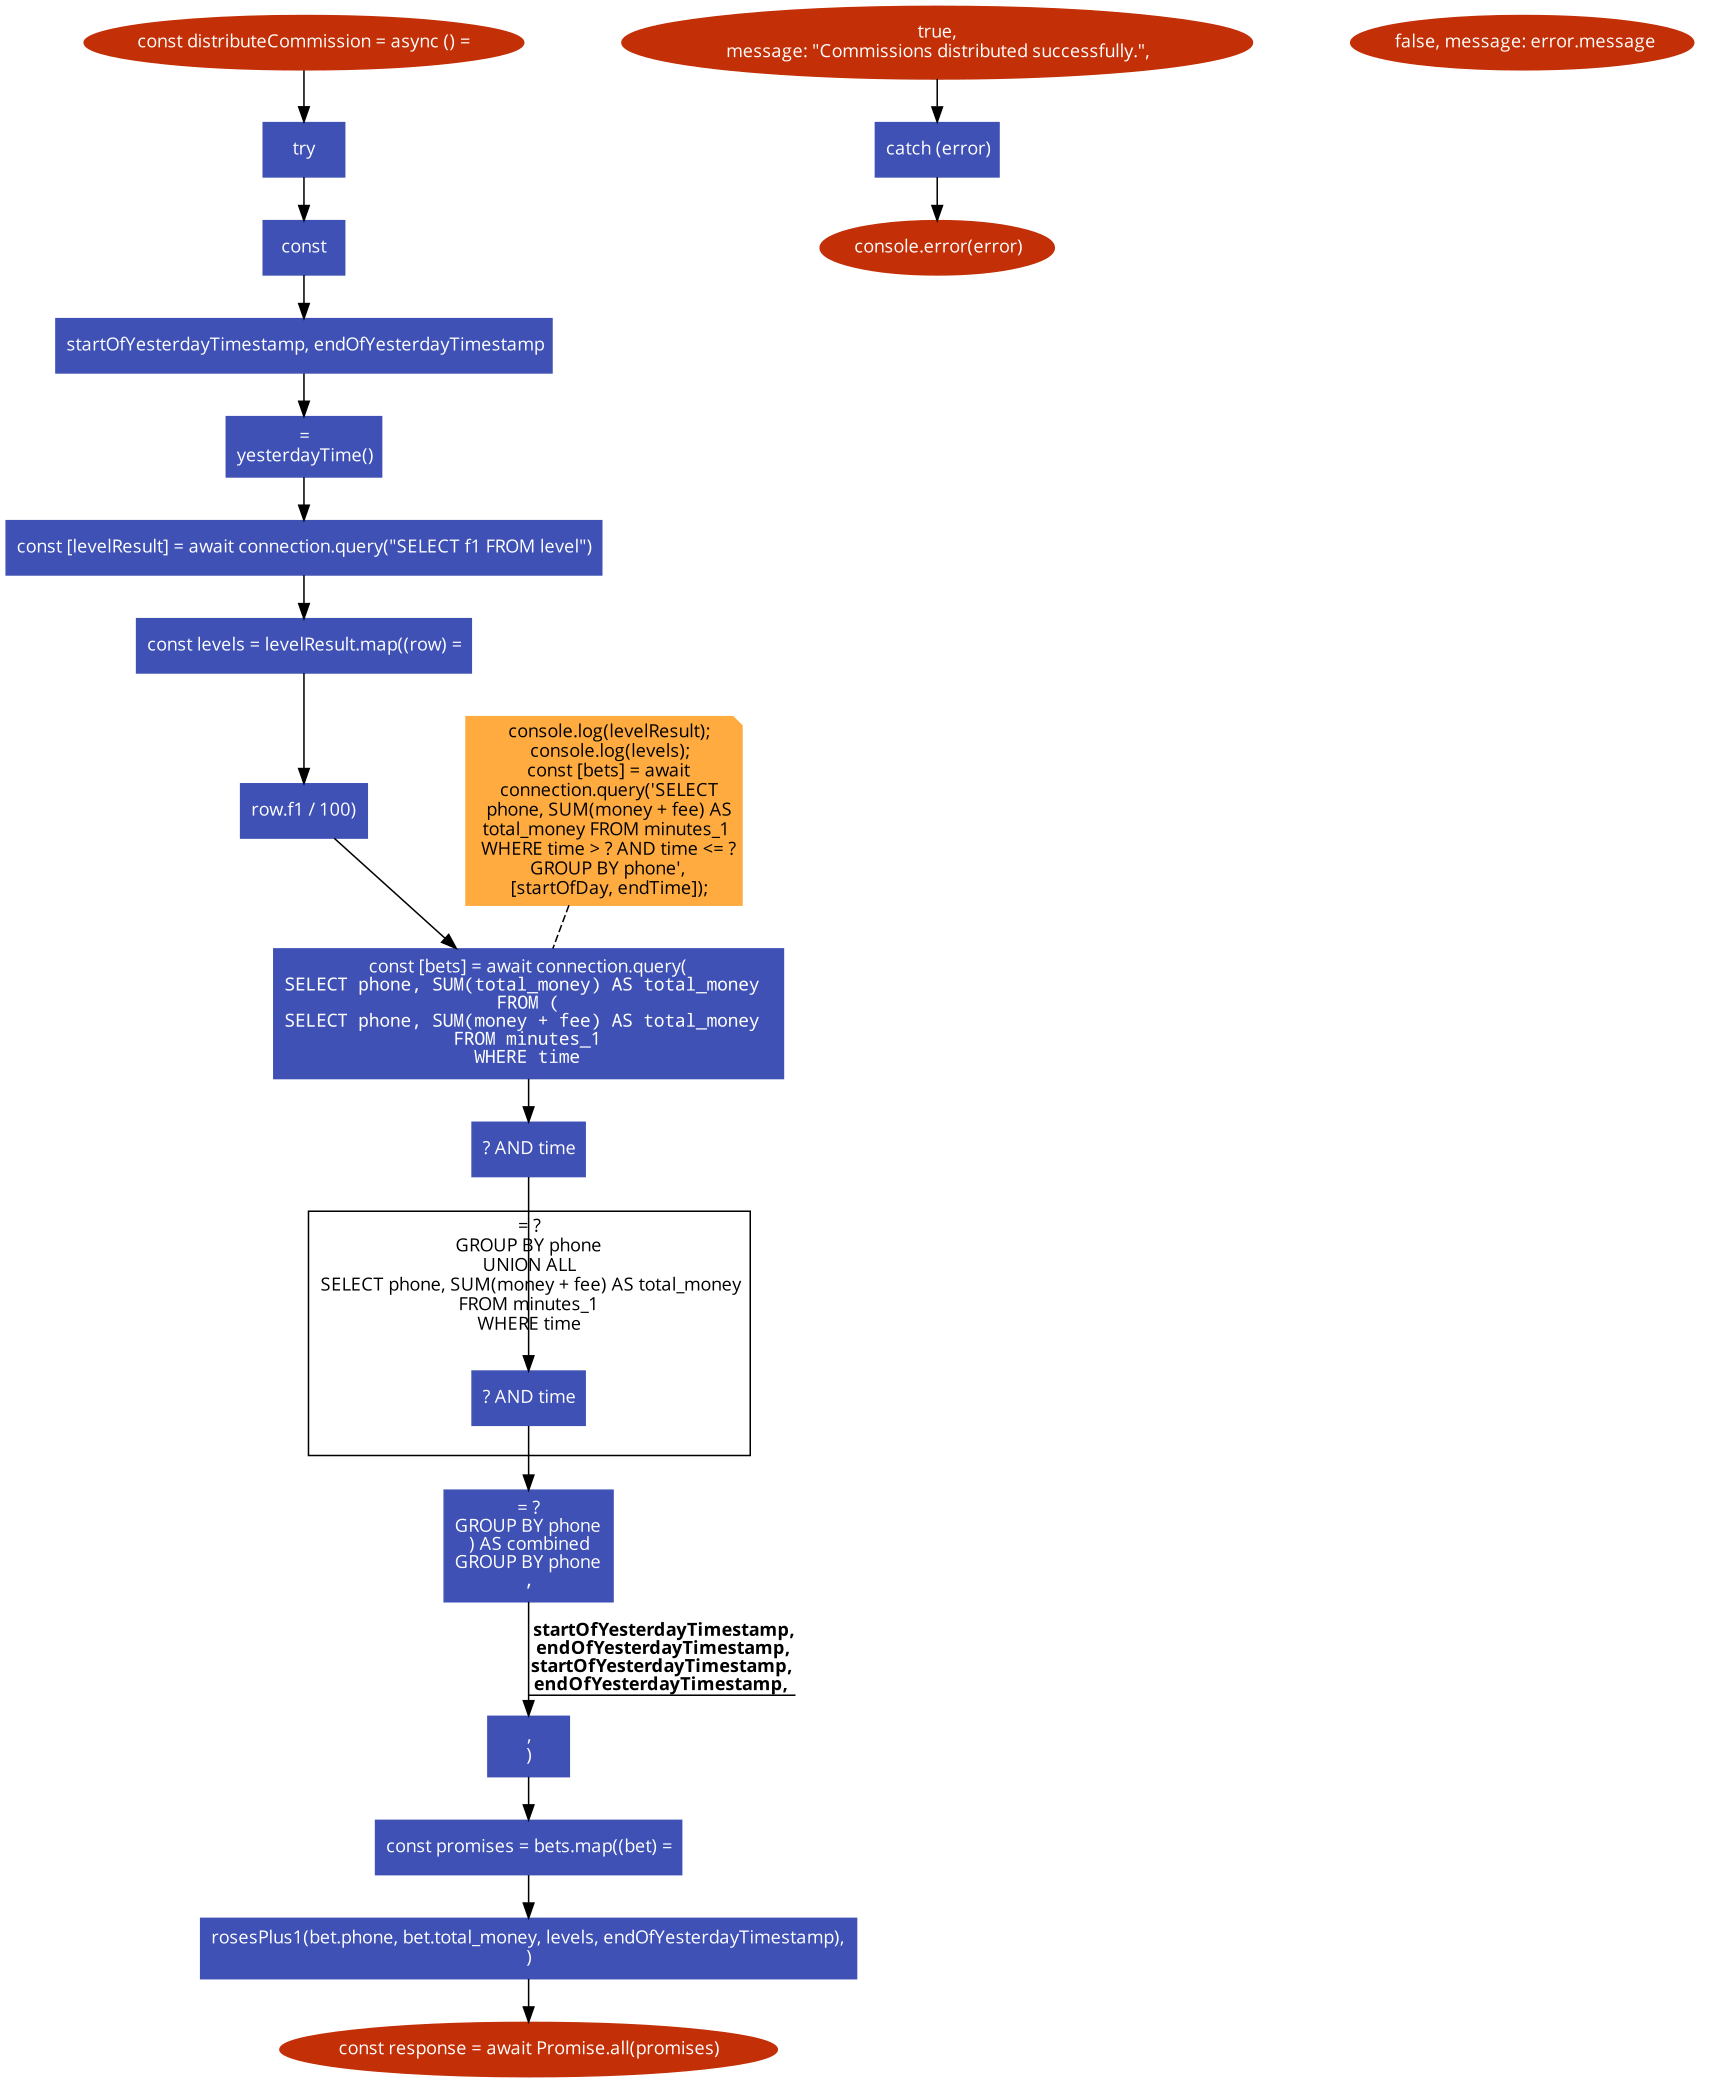 const distributeCommission = async () =
try
const
startOfYesterdayTimestamp, endOfYesterdayTimestamp
=
yesterdayTime()
const [levelResult] = await connection.query("SELECT f1 FROM level")
const levels = levelResult.map((row) =
row.f1 / 100)
console.log(levelResult);
console.log(levels);
const [bets] = await
connection.query('SELECT
phone, SUM(money + fee) AS
total_money FROM minutes_1
WHERE time > ? AND time <= ?
GROUP BY phone',
[startOfDay, endTime]);
const [bets] = await connection.query(
SELECT phone, SUM(total_money) AS total_money
FROM (
SELECT phone, SUM(money + fee) AS total_money
FROM minutes_1
WHERE time
? AND time
= ?
GROUP BY phone
UNION ALL
SELECT phone, SUM(money + fee) AS total_money
FROM minutes_1
WHERE time
? AND time
= ?
GROUP BY phone
) AS combined
GROUP BY phone
,
startOfYesterdayTimestamp,
endOfYesterdayTimestamp,
startOfYesterdayTimestamp,
endOfYesterdayTimestamp,
,
)
const promises = bets.map((bet) =
rosesPlus1(bet.phone, bet.total_money, levels, endOfYesterdayTimestamp),
)
const response = await Promise.all(promises)
true,
message: "Commissions distributed successfully.",
catch (error)
console.error(error)
false, message: error.message